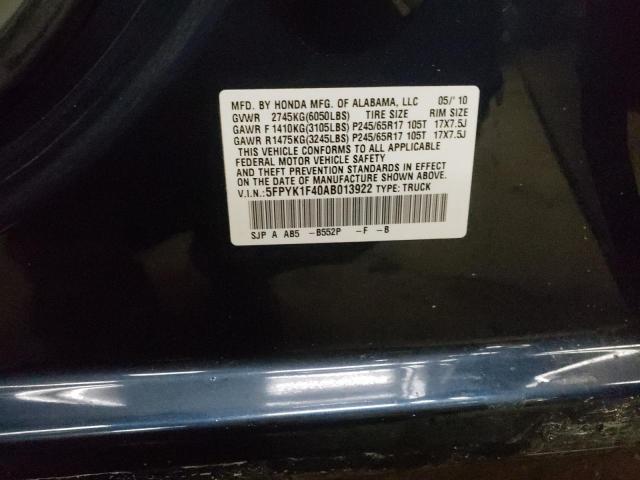 MFD. BY HONDA MFG. OF ALABAMA, LLC 05/'10
GVWR 2745KG(6050LBS) TIRE SIZE RIM SIZE
GAWR F 1410KG(3105LBS) P245/65R17 105T 17X7.5J
GAWR R1475KG(3245LBS) P245/65R17 105T 17X7.5J
THIS VEHICLE CONFORMS TO ALL APPLICABLE
FEDERAL MOTOR VEHICLE SAFETY
AND THEFT PREVENTION STANDARDS IN EFFECT
ON THE DATE OF MANUFACTURE SHOWN ABOVE.
V.I.N.:5FPYK1F40AB013922 TYPE: TRUCK
SJP A AB5 -B552P -F -B